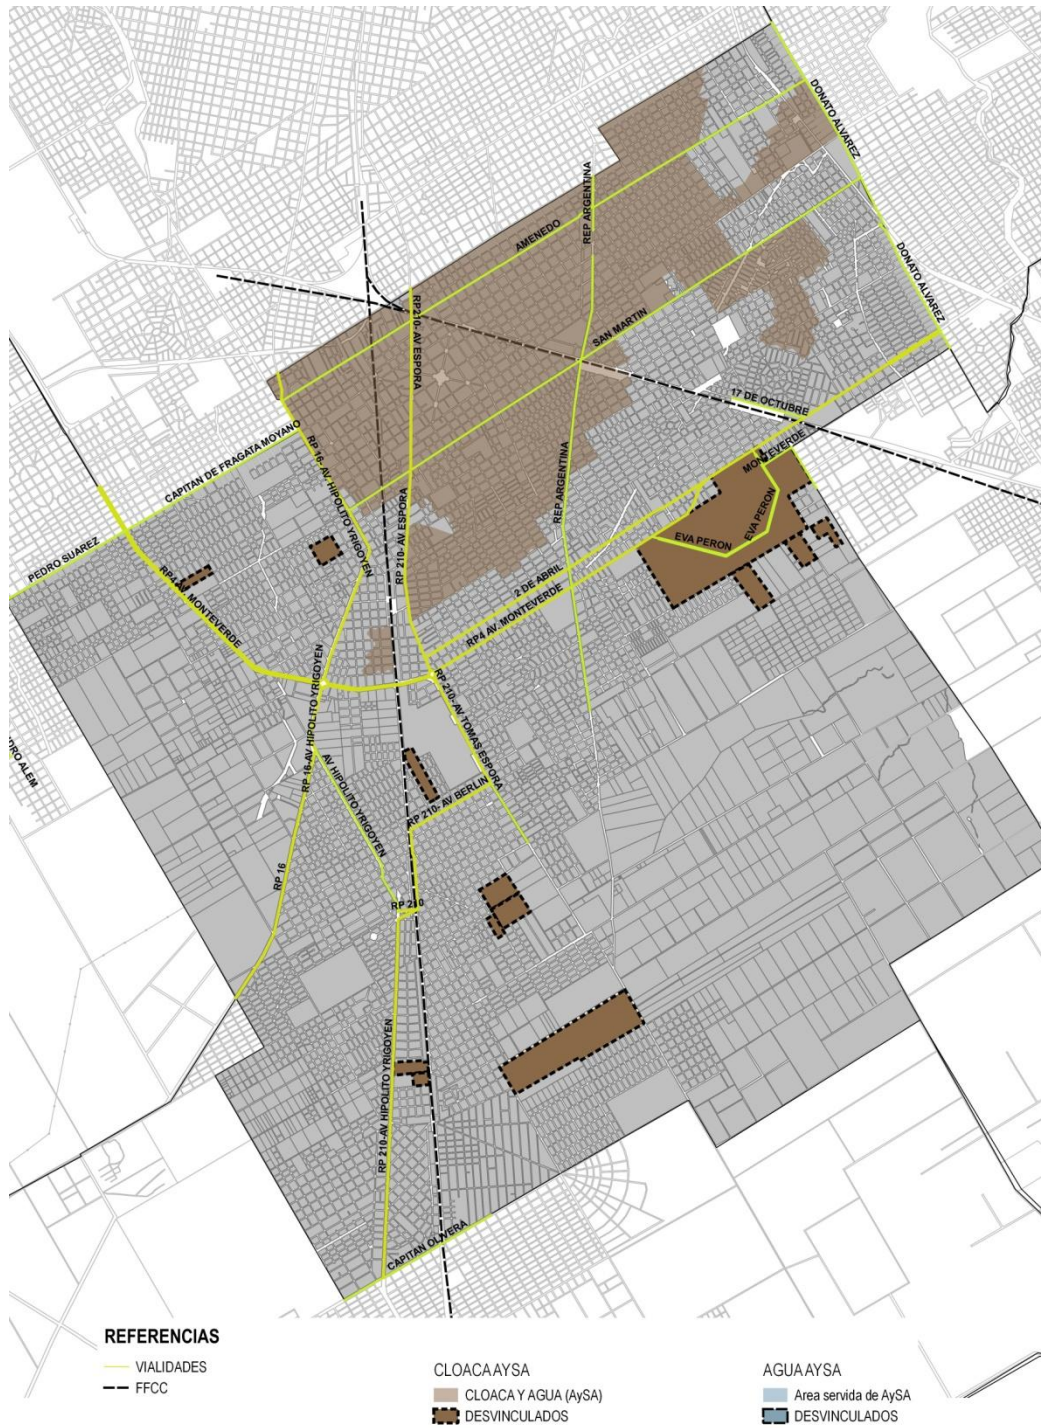 DONATO ALVAREZ
REP ARGENTINA
AMENEDO
DONATO ALVAREZ
RP210- AV ESPORA
SAN MARTIN
17 DE OCTUBRE
CAPITAN DE FRAGATA MOYANO
RP 16- AV. HIPOLITO YRIGOYEN
MONTEVERDE
REP ARGENTINA
EVA PERON
EVA PERON
RP 210- AV ESPORA
PEDRO SUAREZ
2 DE ABRIL
RP4 AV. MONTEVERDE
MONTEVERDE
RP 16-AV HIPOLITO YRIGOYEN
RP 210- AV TOMAS ESPORA
DRO ALEM
AV HIPOLITO YRIGOYEN
RP 210- AV BERLIN
RP 16
RP 210
RP 210-AV HIPOLITO YRIGOYEN
CAPITAN OLIVERA
REFERENCIAS
VIALIDADES
FFCC
CLOACA AYSA
CLOACA Y AGUA (AySA)
DESVINCULADOS
AGUA AYSA
Area servida de AySA
DESVINCULADOS